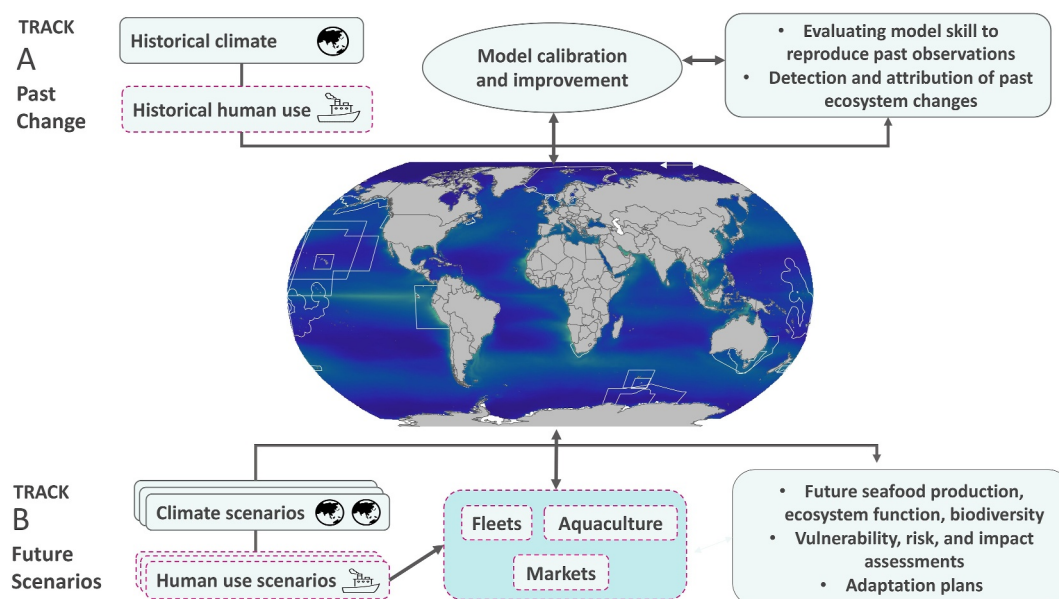 TRACK
A
Past
Change
Historical climate
Historical human use
Model calibration
and improvement
• Evaluating model skill to
reproduce past observations
• Detection and attribution of past
ecosystem changes
TRACK
B
Future
Scenarios
Climate scenarios
Human use scenarios
Fleets
Aquaculture
Markets
• Future seafood production,
ecosystem function, biodiversity
• Vulnerability, risk, and impact
assessments
• Adaptation plans